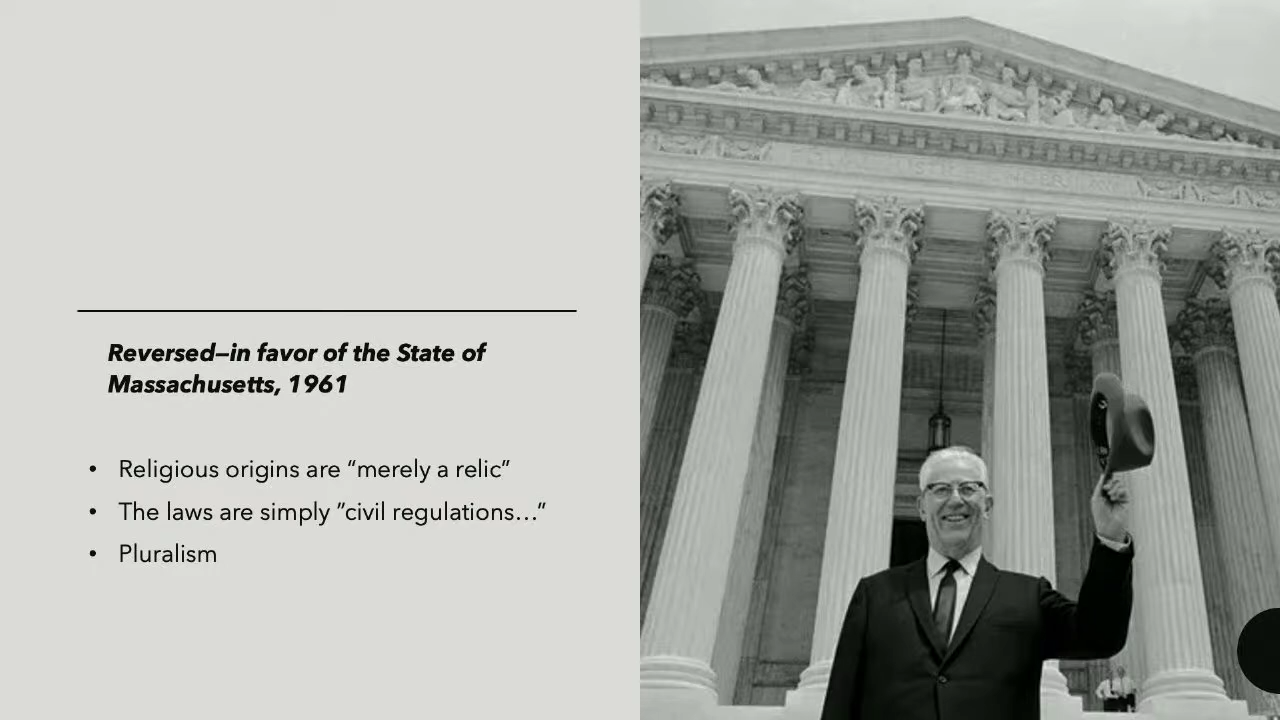 Reversed—in favor of the State of
Massachusetts, 1961
• Religious origins are “merely a relic”
• The laws are simply ”civil regulations…”
• Pluralism